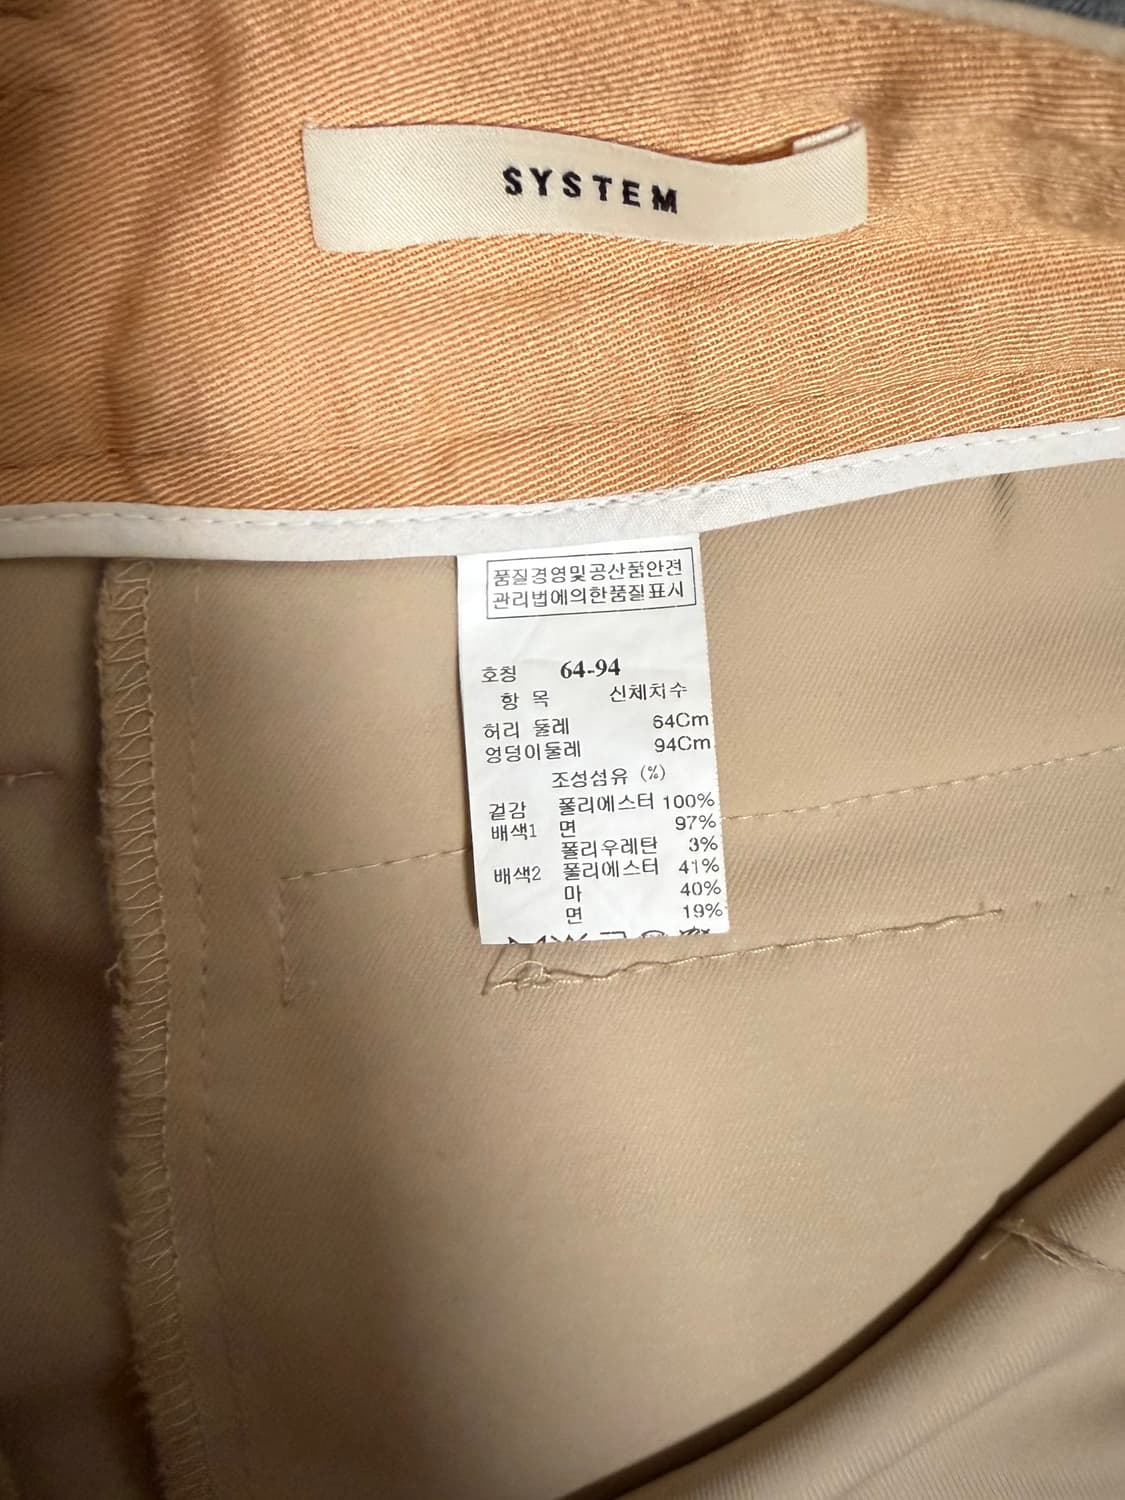 SYSTEM
품질경영및공산품안전
관리법에의한품질표시
호칭 64-94
항 목 신체치수
허리 둘레 64Cm
엉덩이둘레 94Cm
조성섬유 (%)
겉감 폴리에스터 100%
배색1 면 97%
폴리우레탄 3%
배색2 폴리에스터 41%
마 40%
면 19%